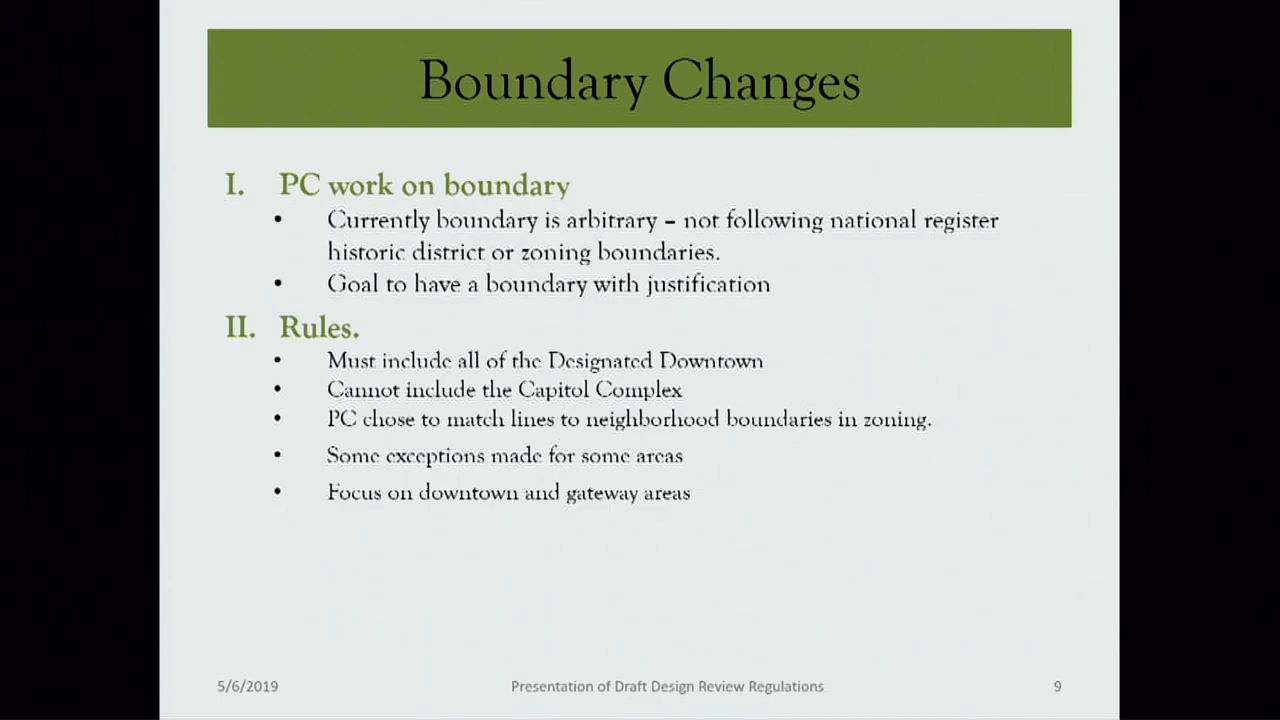 Boundary Changes
I. PC work on boundary
• Currently boundary is arbitrary – not following national register
historic district or zoning boundaries.
• Goal to have a boundary with justification
II. Rules.
• Must include all of the Designated Downtown
• Cannot include the Capitol Complex
• PC chose to match lines to neighborhood boundaries in zoning.
• Some exceptions made for some areas
• Focus on downtown and gateway areas
5/6/2019 Presentation of Draft Design Review Regulations 9